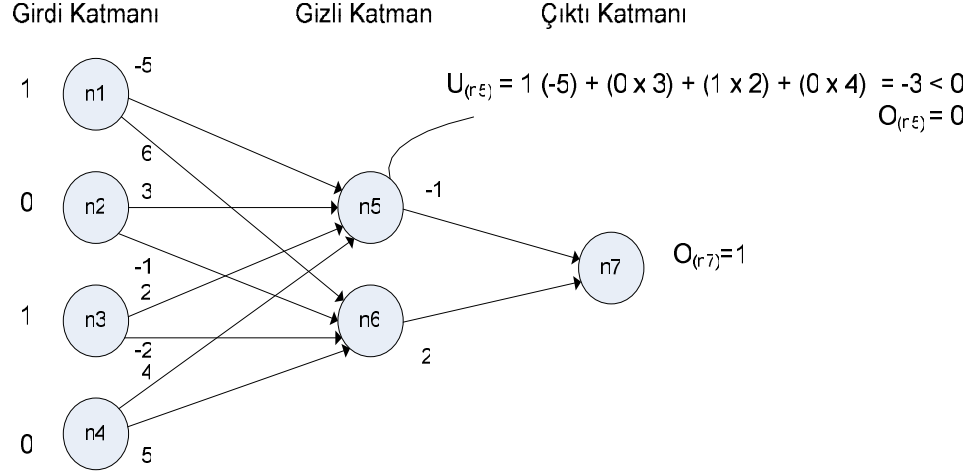 Girdi Katmanı Gizli Katman Çıktı Katmanı
-5
1 n1
U(r5) = 1 (-5) + (0 x 3) + (1 x 2) + (0 x 4) = -3 < 0
O(r5) = 0
6
3
0 n2 n5 -1
O(r7)=1
n7
-1
2
1 n3 n6
-2
4
2
0 n4
5